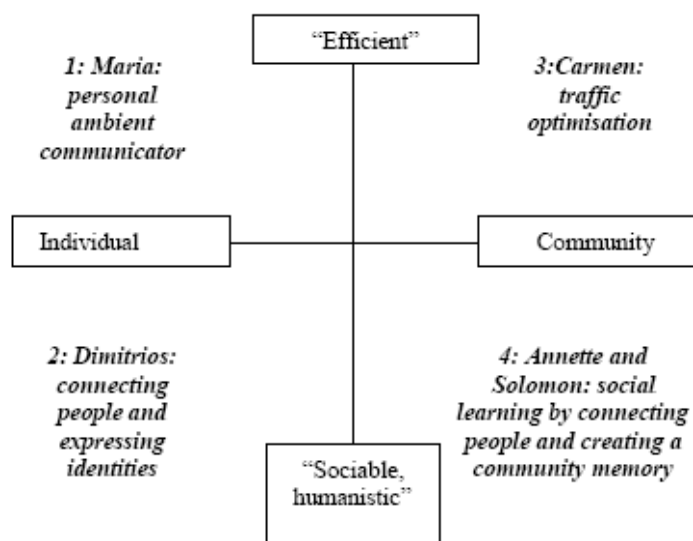 “Efficient”
1: Maria:
personal
ambient
communicator
3:Carmen:
traffic
optimisation
Individual
Community
2: Dimitrios:
connecting
people and
expressing
identities
4: Annette and
Solomon: social
learning by connecting
people and creating a
community memory
“Sociable,
humanistic”